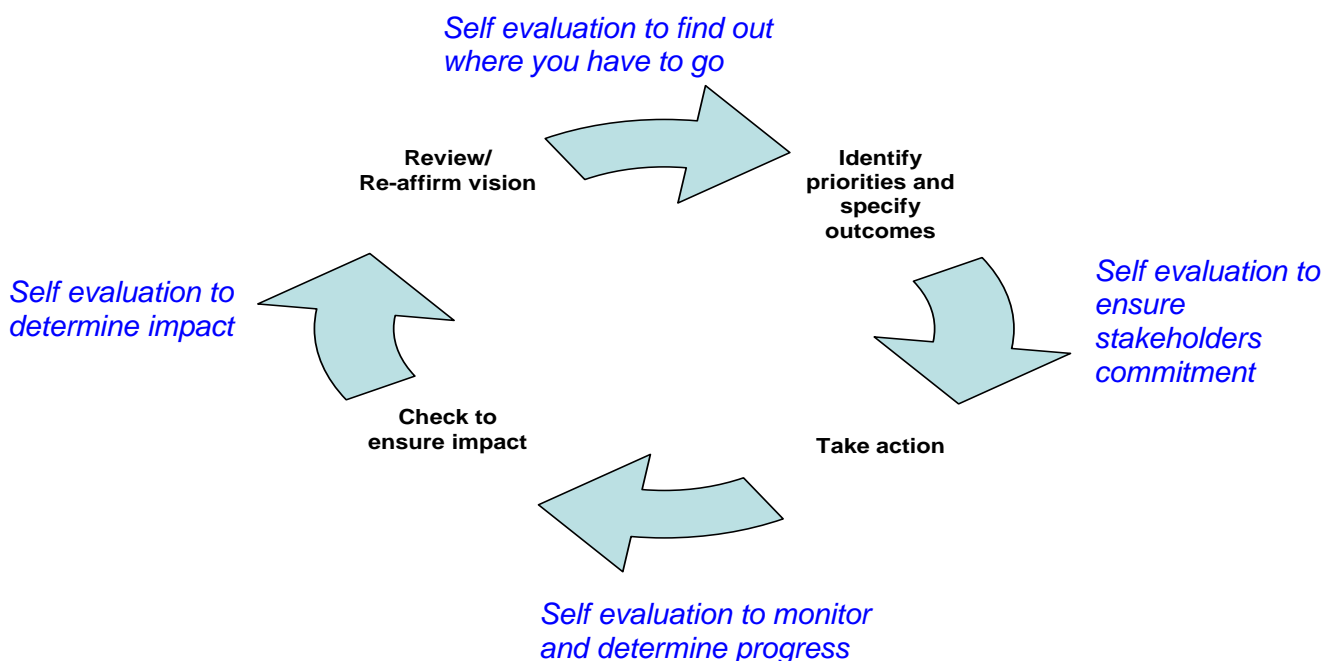 Self evaluation to find out
where you have to go
Review/
Re-affirm vision
Identify
priorities and
specify
outcomes
Self evaluation to
ensure
stakeholders
commitment
Self evaluation to
determine impact
Check to
ensure impact
Take action
Self evaluation to monitor
and determine progress